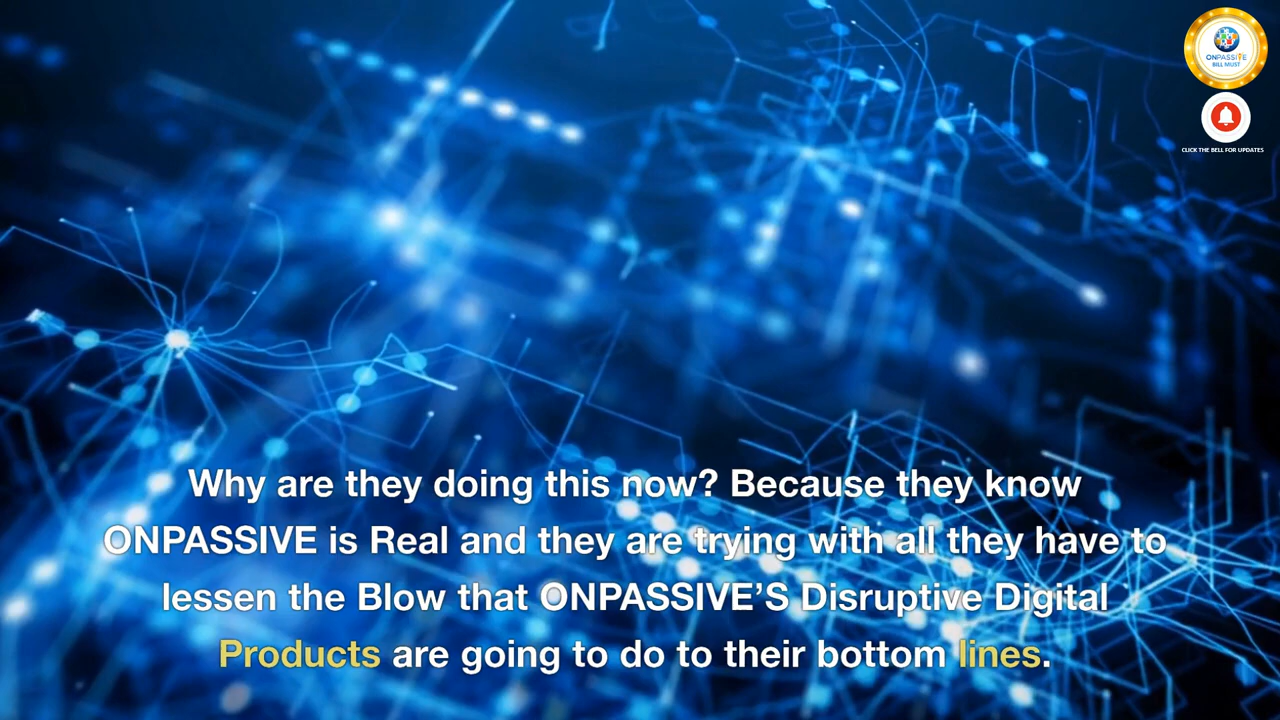 ONPASSIVE
BILL MUST
CLICK THE BELL FOR UPDATES
Why are they doing this now? Because they know
ONPASSIVE is Real and they are trying with all they have to
lessen the Blow that ONPASSIVE’S Disruptive Digital
Products are going to do to their bottom lines.